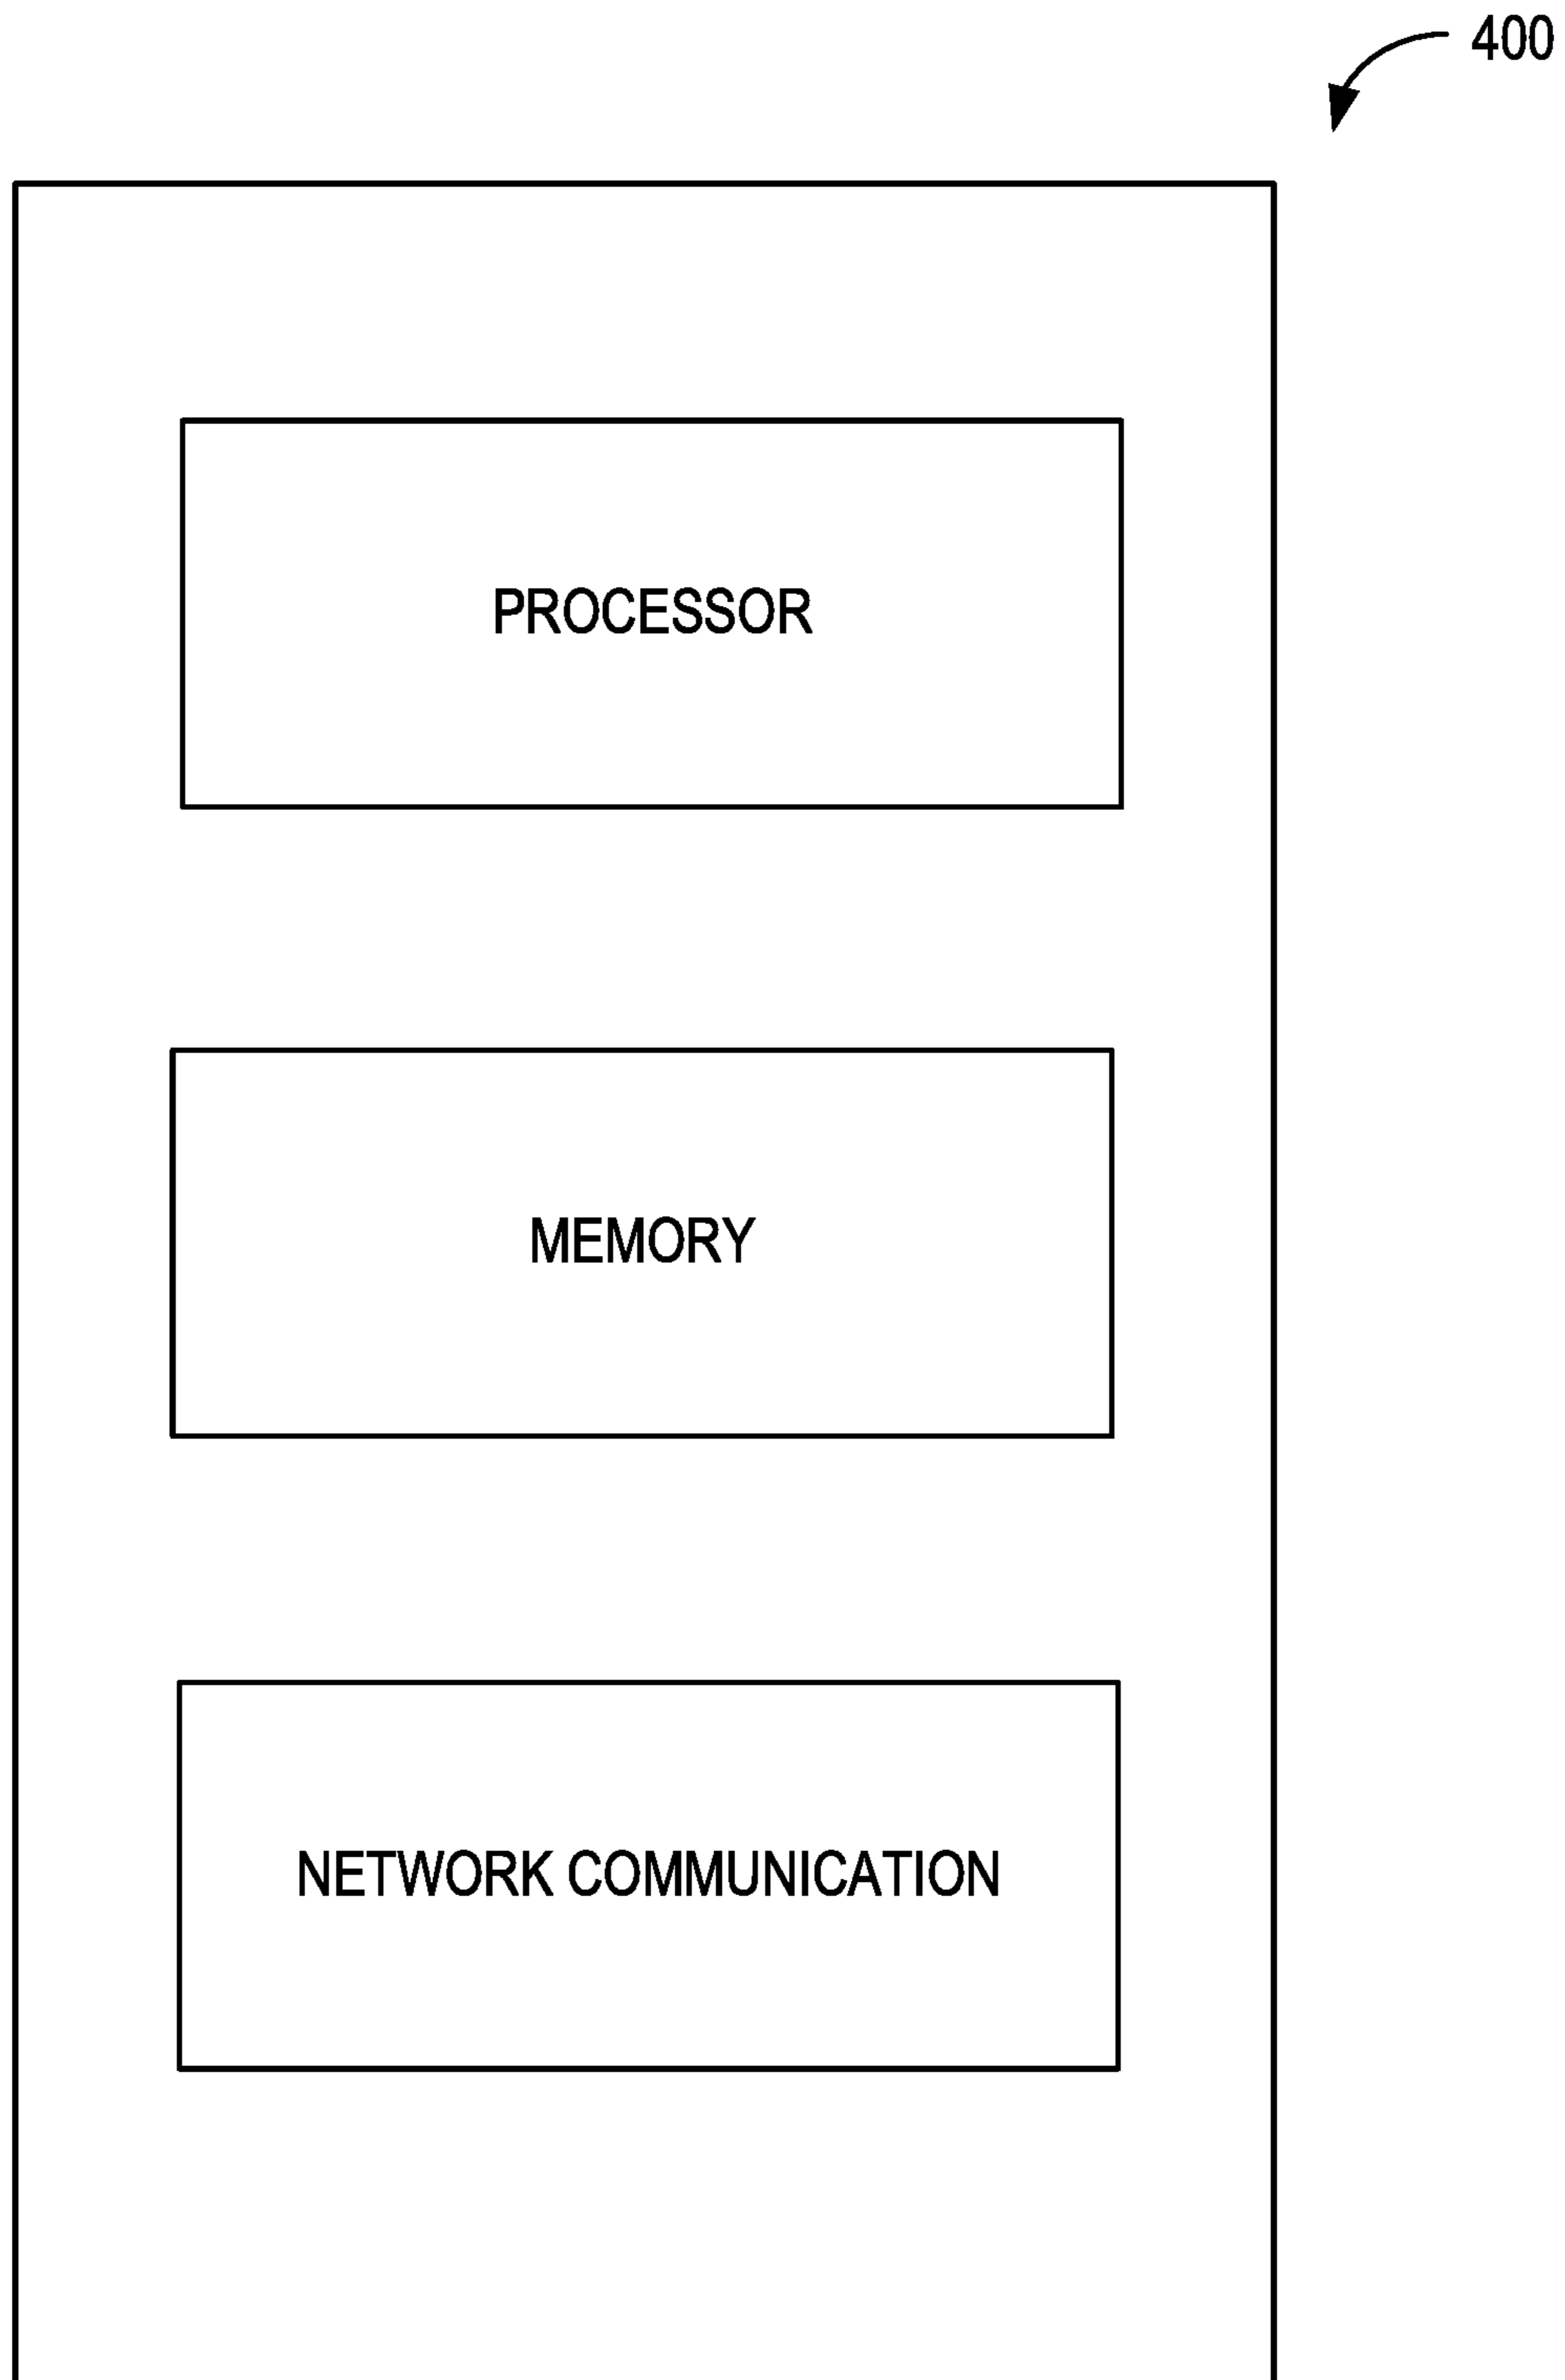 400
PROCESSOR
MEMORY
NETWORK COMMUNICATION